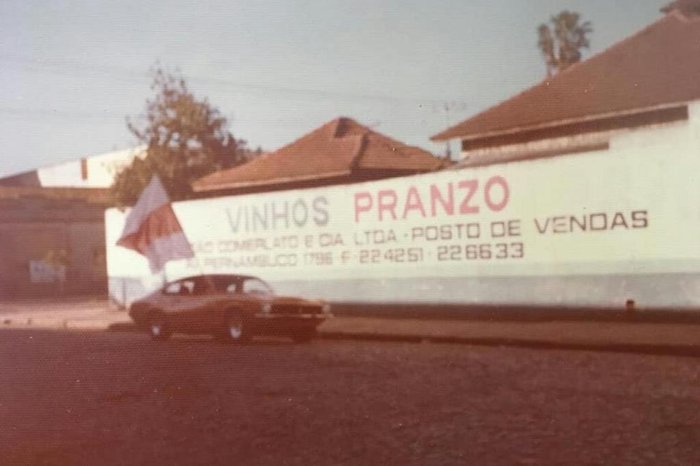 VINHOS PRANZO
COMERLATO E CIA. LTDA - POSTO DE VENDAS
PERNAMBUCO 1796 F-224251-226633